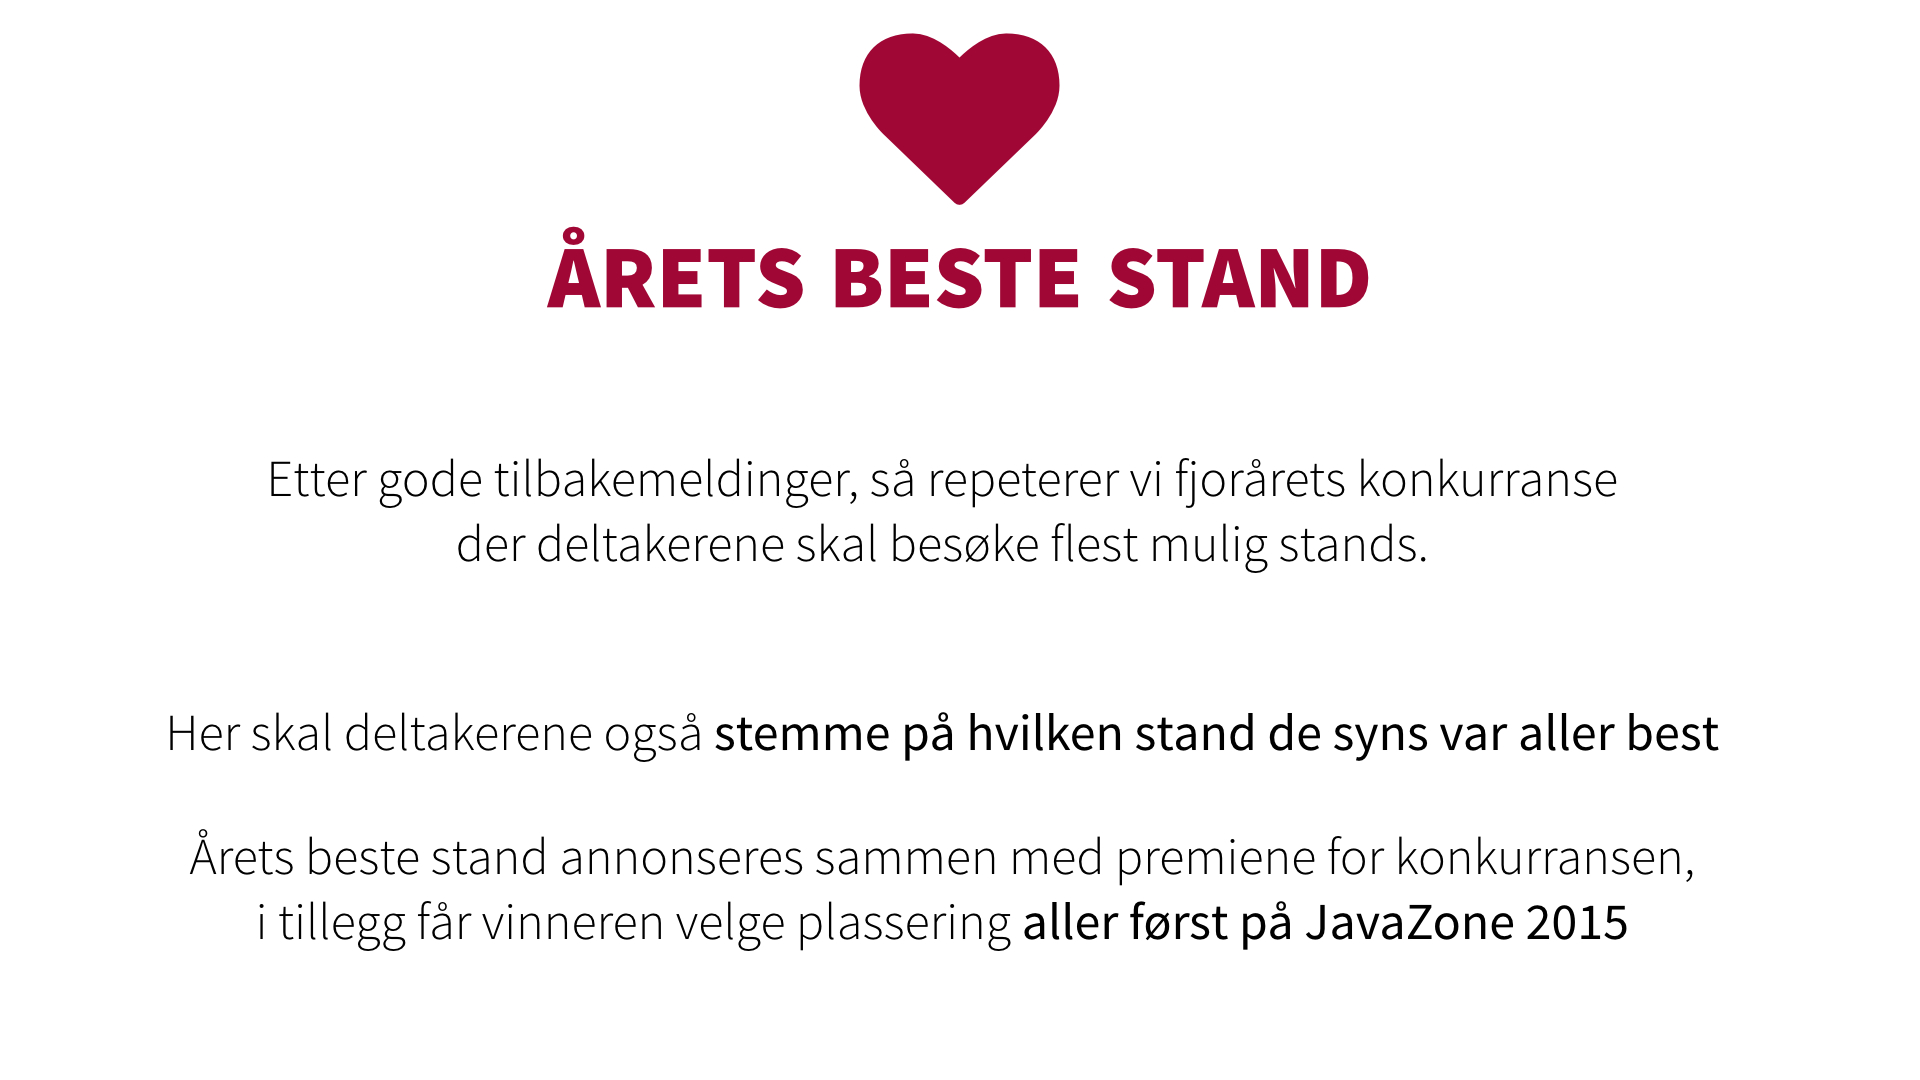 ÅRETS BESTE STAND
Etter gode tilbakemeldinger, så repeterer vi fjorårets konkurranse
der deltakerene skal besøke flest mulig stands.
Her skal deltakerene også stemme på hvilken stand de syns var aller best
Årets beste stand annonseres sammen med premiene for konkurransen,
i tillegg får vinneren velge plassering aller først på JavaZone 2015